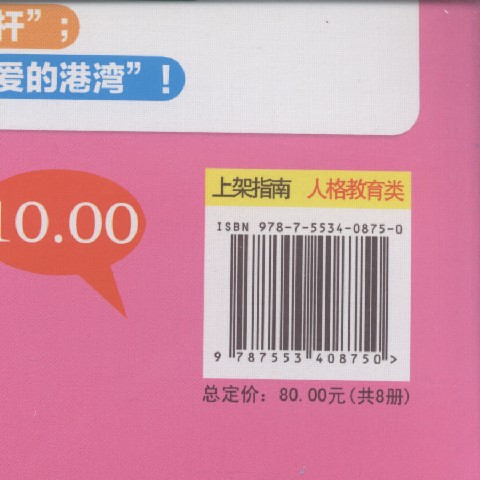 杆”；
爱的港湾”！
10.00
上架指南 人格教育类
ISBN 978-7-5534-0875-0
9 787553 408750 >
总定价：80.00元(共8册)